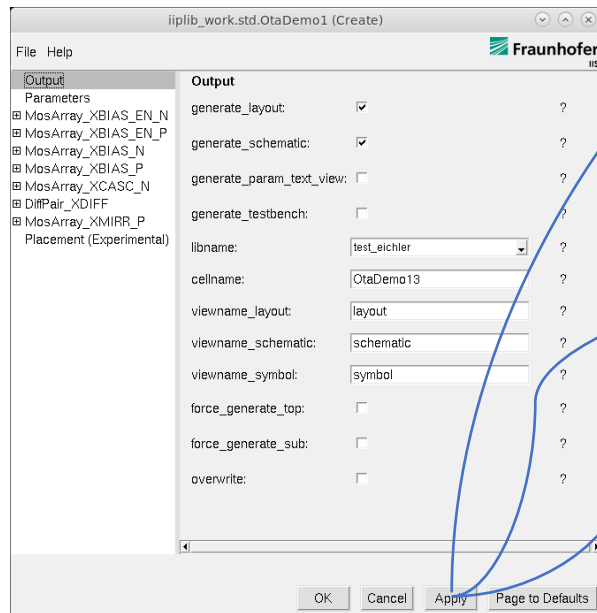 iiplib_work.std.OtaDemo1 (Create)
File Help
Fraunhofer
IIS
Output
Parameters
MosArray_XBIAS_EN_N
MosArray_XBIAS_EN_P
MosArray_XBIAS_N
MosArray_XBIAS_P
MosArray_XCASC_N
DiffPair_XDIFF
MosArray_XMIRR_P
Placement (Experimental)
Output
generate_layout: ?
generate_schematic: ?
generate_param_text_view: ?
generate_testbench: ?
libname: test_eichler ?
cellname: OtaDemo13 ?
viewname_layout: layout ?
viewname_schematic: schematic ?
viewname_symbol: symbol ?
force_generate_top: ?
force_generate_sub: ?
overwrite: ?
OK Cancel Apply Page to Defaults